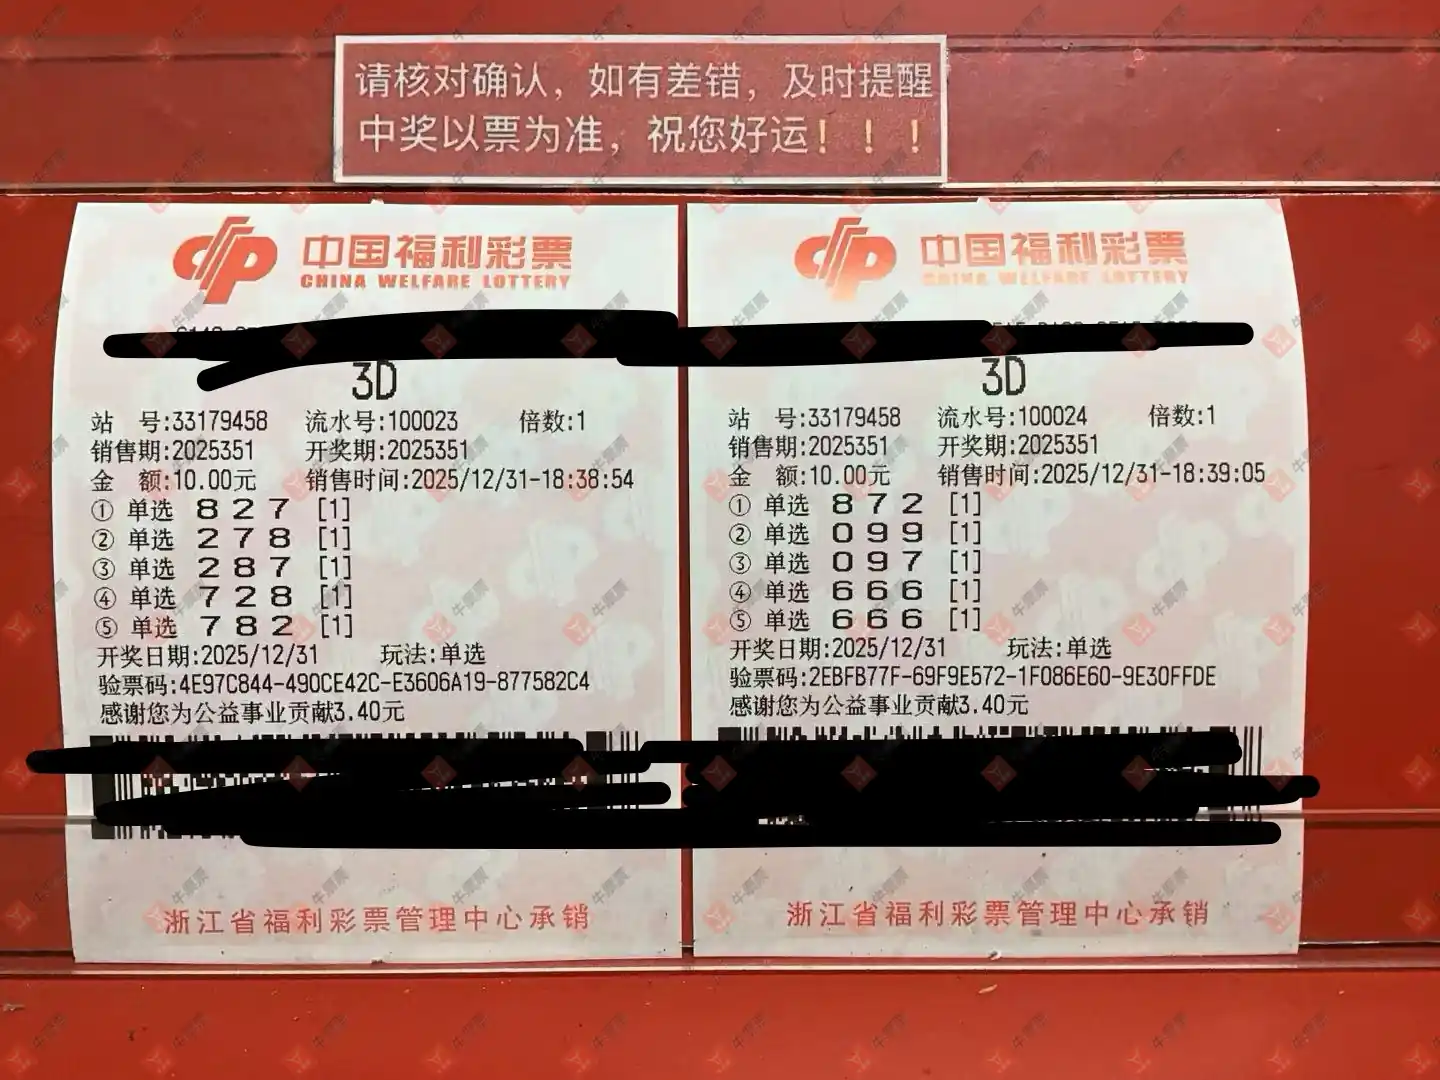 请核对确认，如有差错，及时提醒
中奖以票为准，祝您好运！！！
中国福利彩票
CHINA WELFARE LOTTERY
3D
站 号:33179458 流水号:100023 倍数:1
销售期:2025351 开奖期:2025351
金 额:10.00元 销售时间:2025/12/31-18:38:54
① 单选 8 2 7 [1]
② 单选 2 7 8 [1]
③ 单选 2 8 7 [1]
④ 单选 7 2 8 [1]
⑤ 单选 7 8 2 [1]
开奖日期:2025/12/31 玩法:单选
验票码:4E97C844-490CE42C-E3606A19-877582C4
感谢您为公益事业贡献3.40元
浙江省福利彩票管理中心承销
中国福利彩票
CHINA WELFARE LOTTERY
3D
站 号:33179458 流水号:100024 倍数:1
销售期:2025351 开奖期:2025351
金 额:10.00元 销售时间:2025/12/31-18:39:05
① 单选 8 7 2 [1]
② 单选 0 9 9 [1]
③ 单选 0 9 7 [1]
④ 单选 6 6 6 [1]
⑤ 单选 6 6 6 [1]
开奖日期:2025/12/31 玩法:单选
验票码:2EBFB77F-69F9E572-1F086E60-9E30FFDE
感谢您为公益事业贡献3.40元
浙江省福利彩票管理中心承销